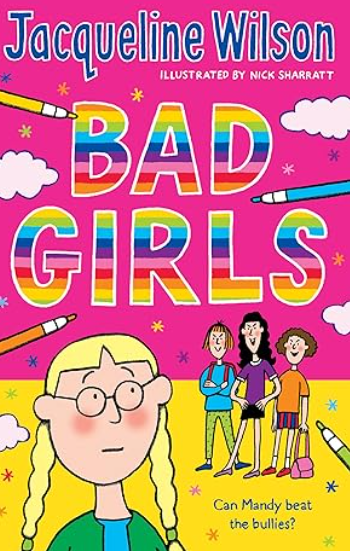 Jacqueline Wilson
ILLUSTRATED BY NICK SHARRATT
BAD
GIRLS
Can Mandy beat
the bullies?